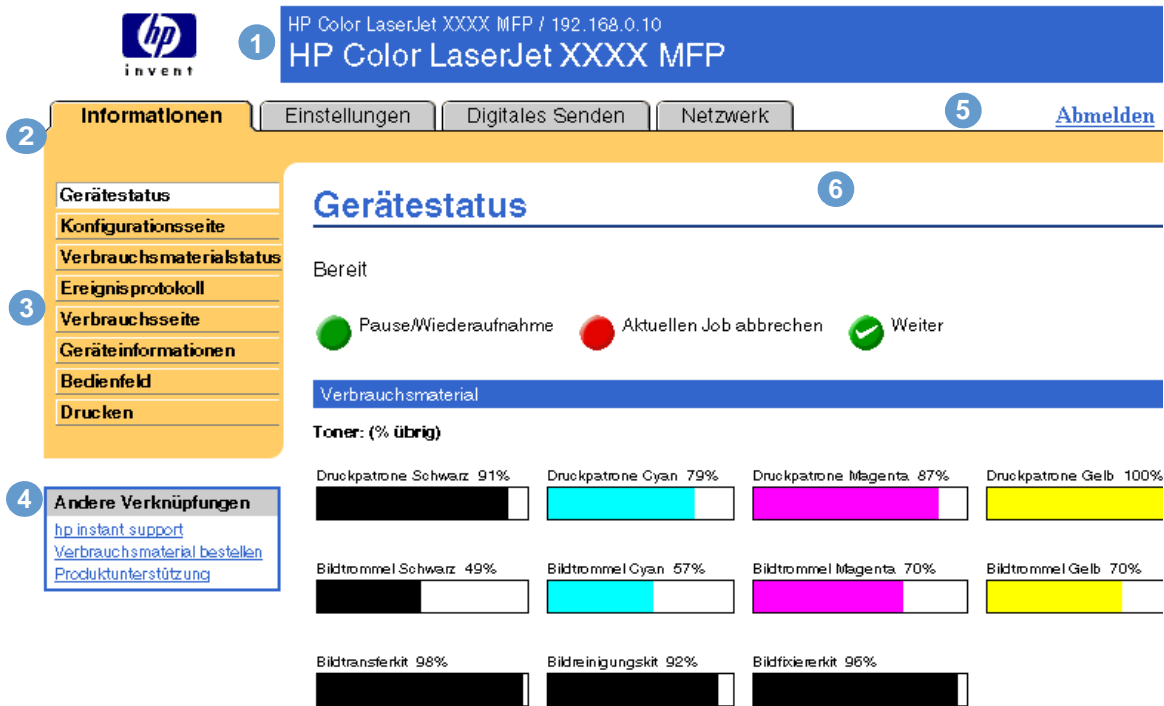 hp
invent
1
HP Color LaserJet XXXX MFP / 192.168.0.10
HP Color LaserJet XXXX MFP
2
Informationen
Einstellungen
Digitales Senden
Netzwerk
5
Abmelden
3
Gerätestatus
Konfigurationsseite
Verbrauchsmaterialstatus
Ereignisprotokoll
Verbrauchsseite
Geräteinformationen
Bedienfeld
Drucken
4
Andere Verknüpfungen
hp instant support
Verbrauchsmaterial bestellen
Produktunterstützung
Gerätestatus
6
Bereit
Pause/Wiederaufnahme
Aktuellen Job abbrechen
Weiter
Verbrauchsmaterial
Toner: (% übrig)
Druckpatrone Schwarz 91%
Druckpatrone Cyan 79%
Druckpatrone Magenta 87%
Druckpatrone Gelb 100%
Bildtrommel Schwarz 49%
Bildtrommel Cyan 57%
Bildtrommel Magenta 70%
Bildtrommel Gelb 70%
Bildtransferkit 98%
Bildreinigungskit 92%
Bildfixiererkit 96%